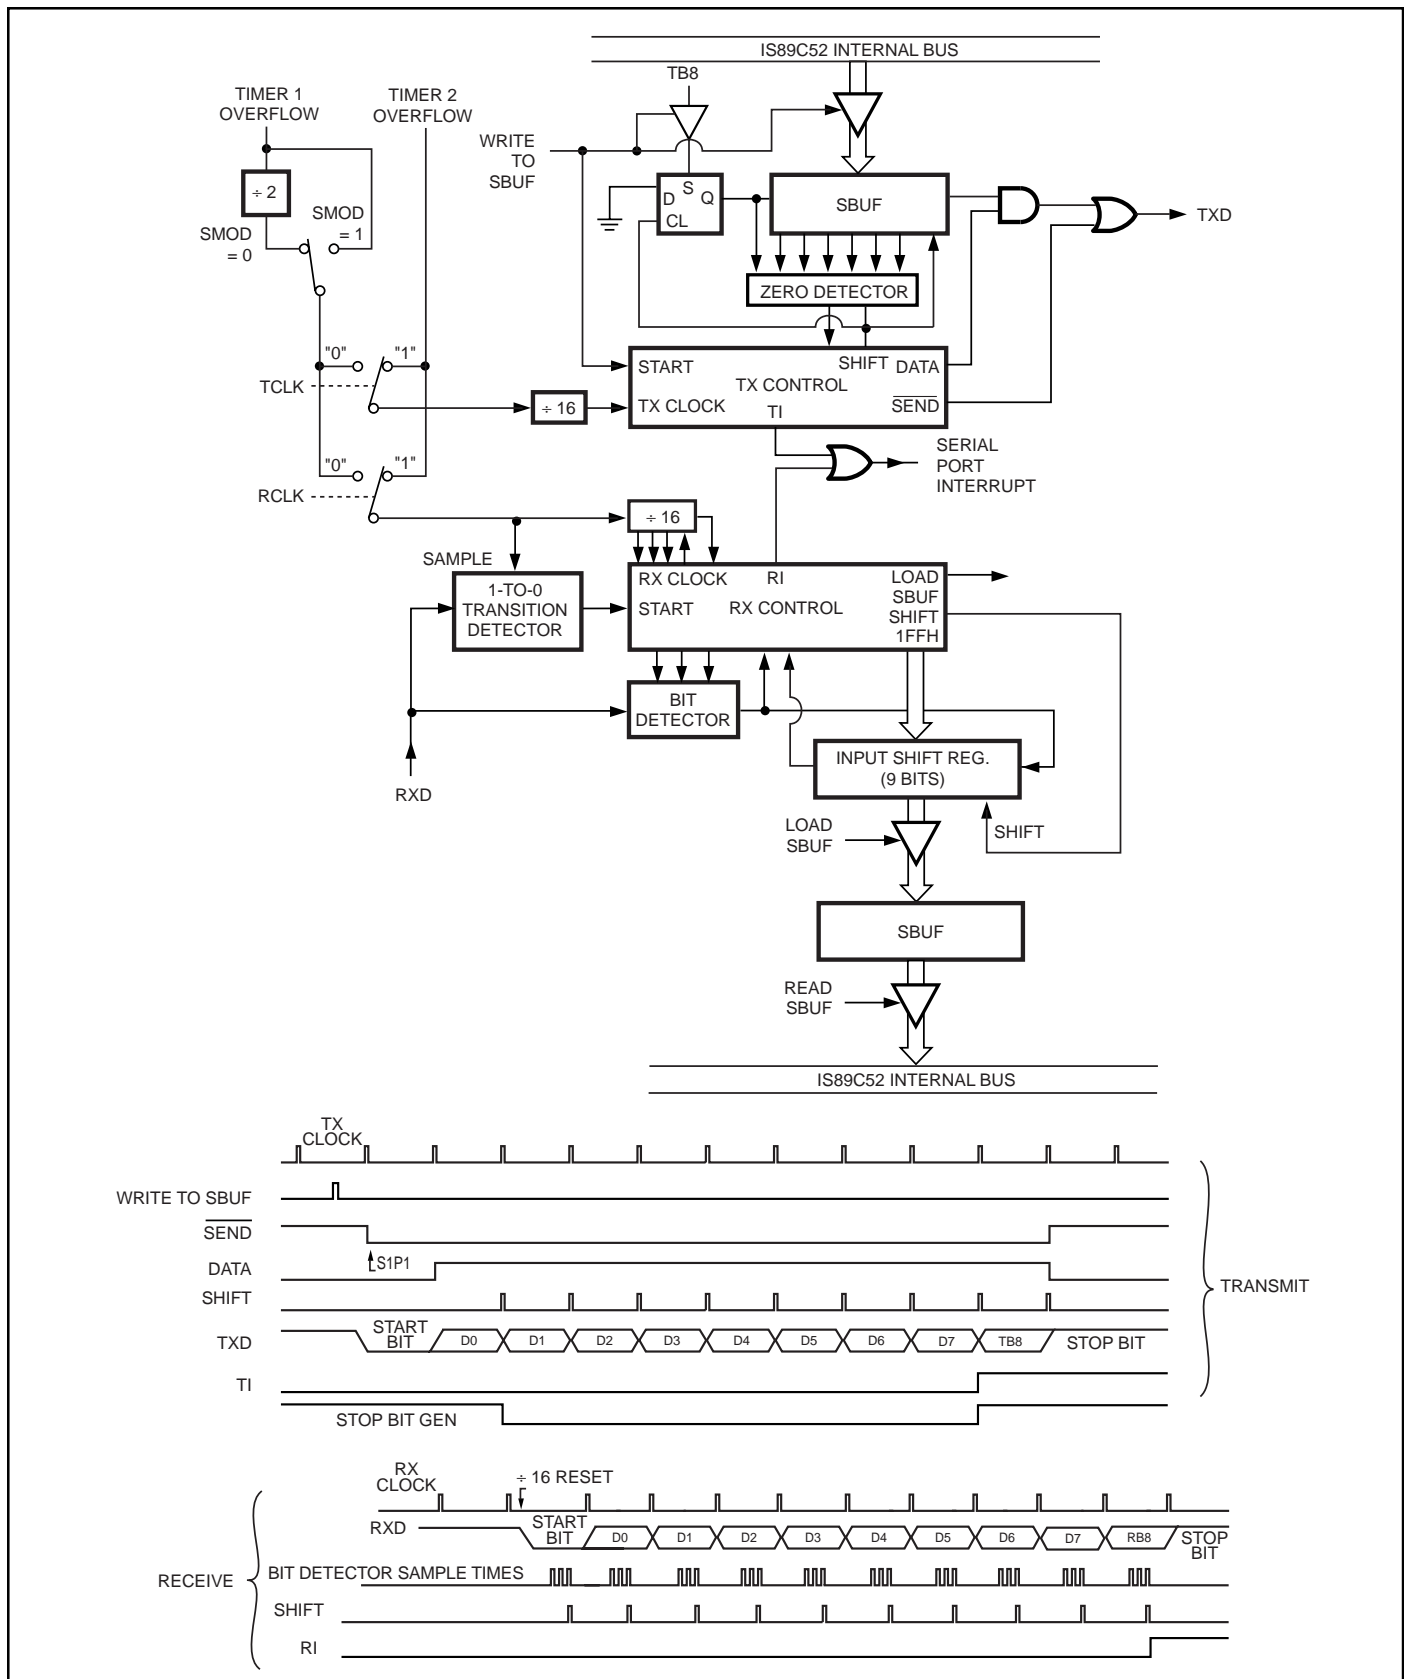 IS89C52 INTERNAL BUS
TB8
TIMER 1
OVERFLOW
TIMER 2
OVERFLOW
WRITE
TO
SBUF
÷ 2
SMOD
= 1
SMOD
= 0
D
S
Q
CL
SBUF
TXD
ZERO DETECTOR
"0"
"1"
TCLK
÷ 16
START
SHIFT
DATA
TX CONTROL
TX CLOCK
TI
SEND
SERIAL
PORT
INTERRUPT
"0"
"1"
RCLK
÷ 16
SAMPLE
1-TO-0
TRANSITION
DETECTOR
RX CLOCK
RI
START
RX CONTROL
LOAD
SBUF
SHIFT
1FFH
BIT
DETECTOR
RXD
INPUT SHIFT REG.
(9 BITS)
LOAD
SBUF
SHIFT
SBUF
READ
SBUF
IS89C52 INTERNAL BUS
TX
CLOCK
WRITE TO SBUF
SEND
S1P1
DATA
SHIFT
TXD
START
BIT
D0
D1
D2
D3
D4
D5
D6
D7
TB8
STOP BIT
TI
STOP BIT GEN
TRANSMIT
RX
CLOCK
÷ 16 RESET
RXD
START
BIT
D0
D1
D2
D3
D4
D5
D6
D7
RB8
STOP
BIT
RECEIVE
BIT DETECTOR SAMPLE TIMES
SHIFT
RI